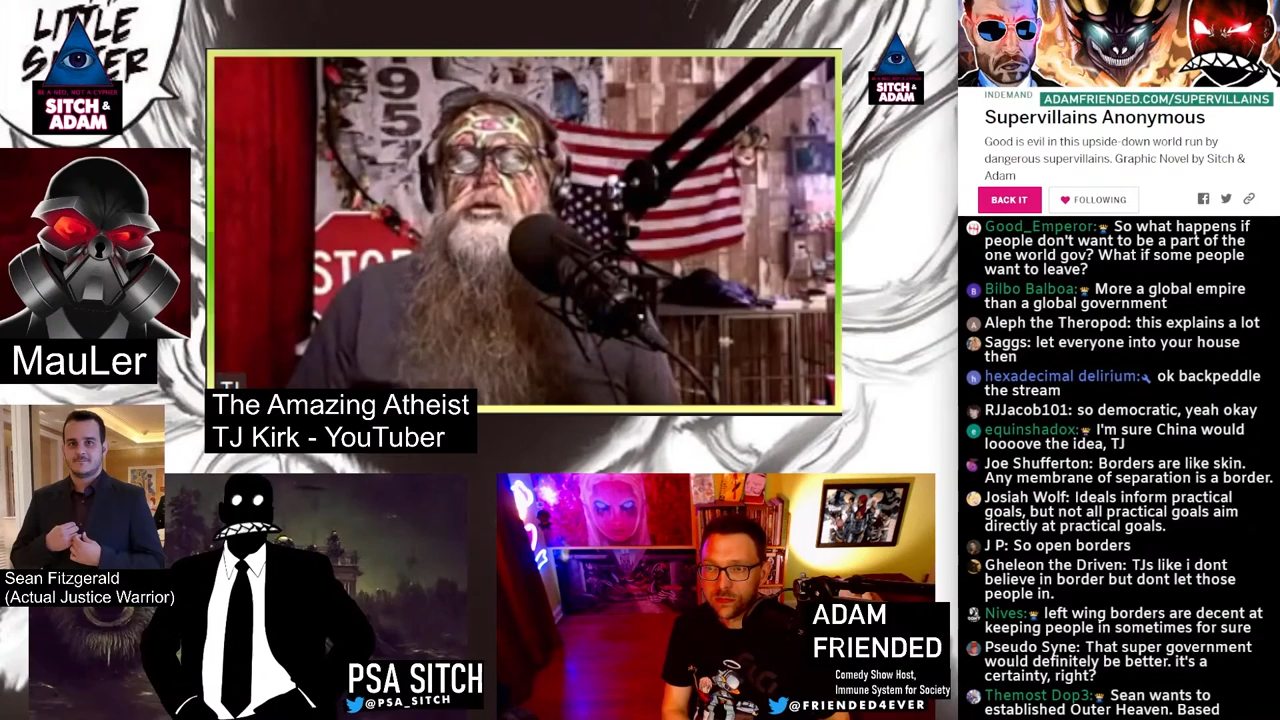 LITTLE
SISTER
BE A NEO, NOT A CYPHER
SITCH &
ADAM
MauLer
Sean Fitzgerald
(Actual Justice Warrior)
1957
STOP
TJ
The Amazing Atheist
TJ Kirk - YouTuber
SITCH &
ADAM
PSA SITCH
@PSA_SITCH
ADAM
FRIENDED
Comedy Show Host,
Immune System for Society
@FRIENDED4EVER
INDEMAND
ADAMFRIENDED.COM/SUPERVILLAINS
Supervillains Anonymous
Good is evil in this upside-down world run by
dangerous supervillains. Graphic Novel by Sitch &
Adam
BACK IT
FOLLOWING
Good_Emperor: So what happens if
people don't want to be a part of the
one world gov? What if some people
want to leave?
Bilbo Balboa: More a global empire
than a global government
Aleph the Theropod: this explains a lot
Saggs: let everyone into your house
then
hexadecimal delirium: ok backpeddle
the stream
RJJacob101: so democratic, yeah okay
equinshadox: I'm sure China would
loooove the idea, TJ
Joe Shufferton: Borders are like skin.
Any membrane of separation is a border.
Josiah Wolf: Ideals inform practical
goals, but not all practical goals aim
directly at practical goals.
J P: So open borders
Gheleon the Driven: TJs like i dont
believe in border but dont let those
people in.
Nives: left wing borders are decent at
keeping people in sometimes for sure
Pseudo Syne: That super government
would definitely be better. it's a
certainty, right?
Themost Dop3: Sean wants to
established Outer Heaven. Based